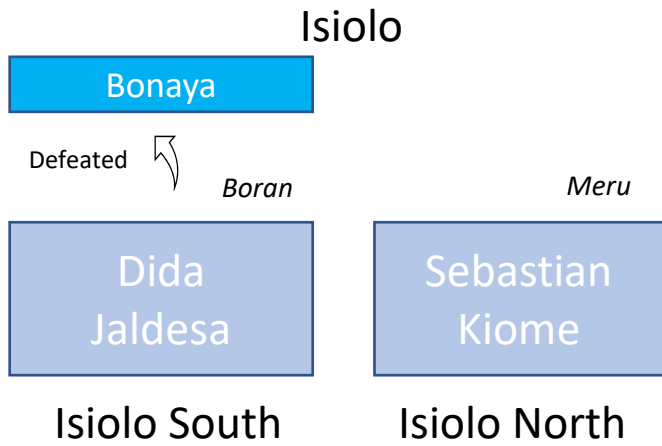 Isiolo
Bonaya
Defeated
Boran
Meru
Dida
Jaldesa
Sebastian
Kiome
Isiolo South
Isiolo North